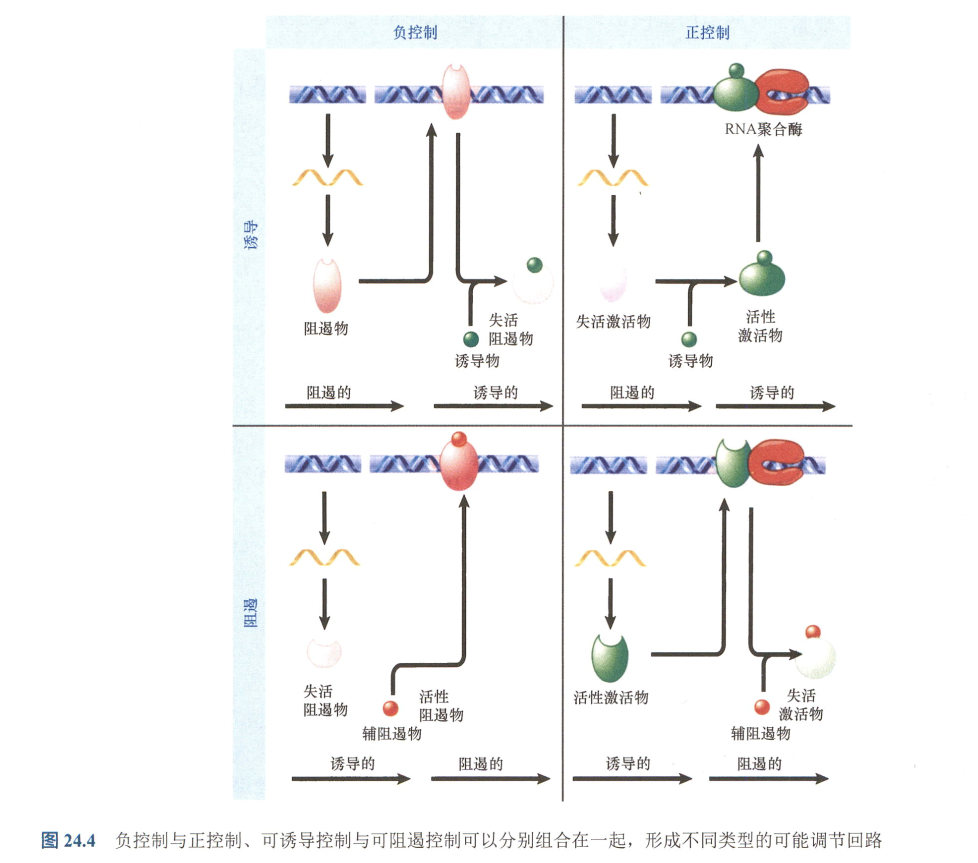 负控制
正控制
诱导
RNA聚合酶
阻遏物
失活
阻遏物
诱导物
失活激活物
诱导物
活性
激活物
阻遏的
诱导的
阻遏的
诱导的
阻遏
失活
阻遏物
辅阻遏物
活性
阻遏物
活性激活物
辅阻遏物
失活
激活物
诱导的
阻遏的
诱导的
阻遏的
图 24.4 负控制与正控制、可诱导控制与可阻遏控制可以分别组合在一起，形成不同类型的可能调节回路